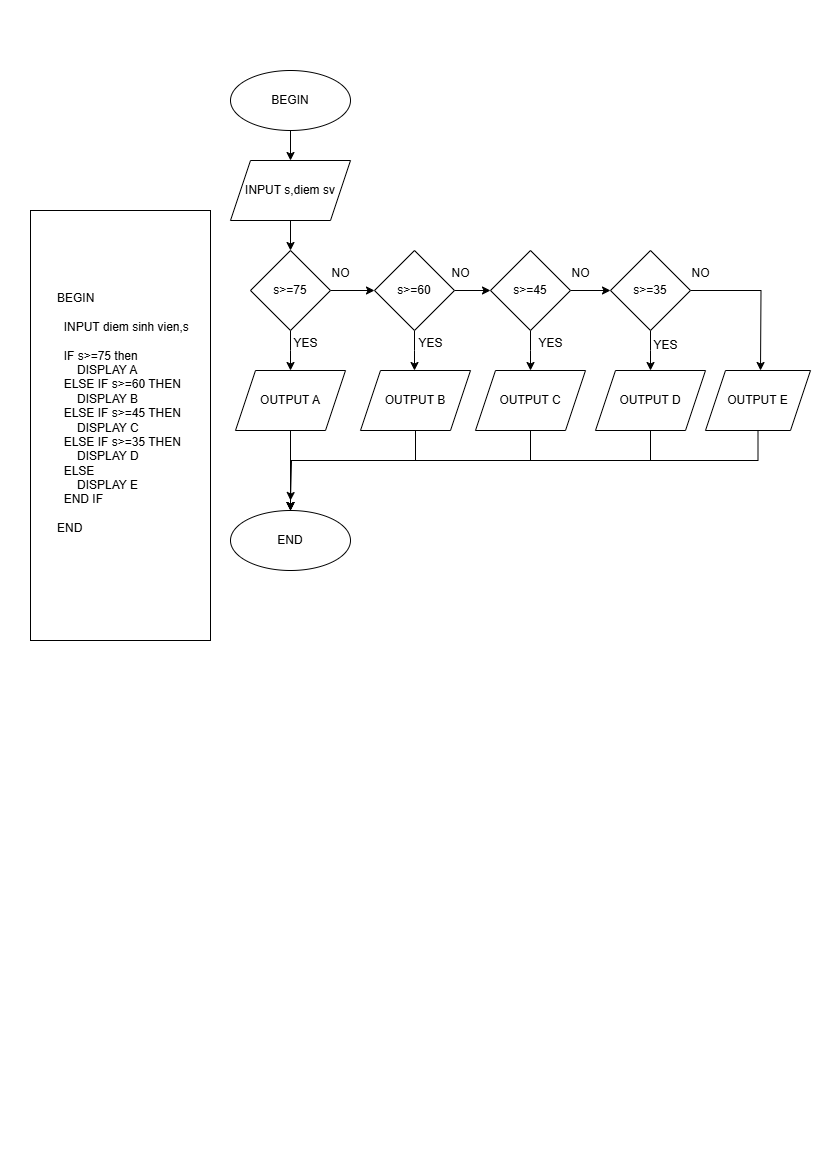 BEGIN
INPUT s,diem sv
s>=75
NO
s>=60
NO
s>=45
NO
s>=35
NO
YES
YES
YES
YES
OUTPUT A
OUTPUT B
OUTPUT C
OUTPUT D
OUTPUT E
END
BEGIN
INPUT diem sinh vien,s
IF s>=75 then
DISPLAY A
ELSE IF s>=60 THEN
DISPLAY B
ELSE IF s>=45 THEN
DISPLAY C
ELSE IF s>=35 THEN
DISPLAY D
ELSE
DISPLAY E
END IF
END